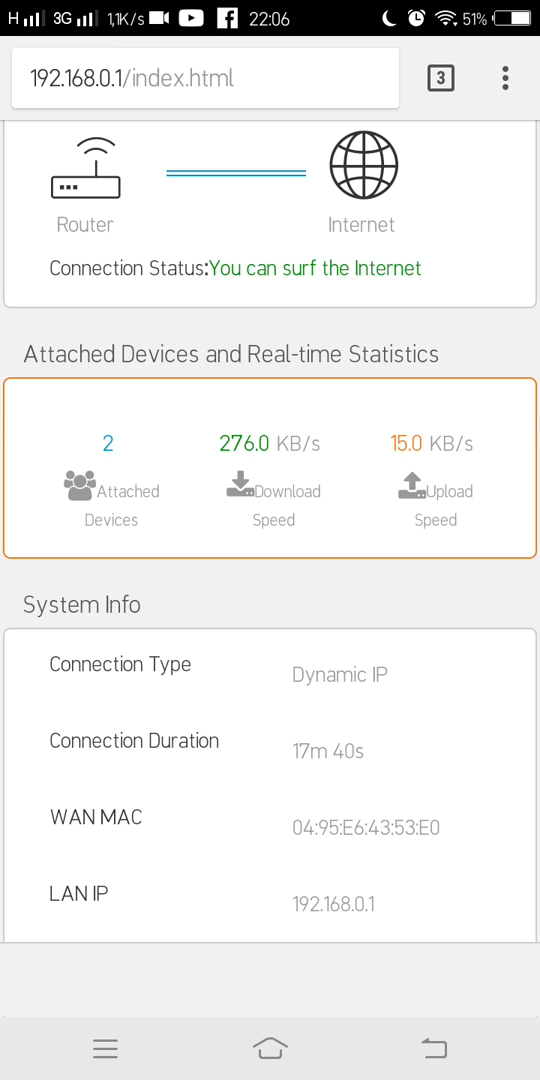 H 3G 1,1K/s 22:06 51%
192.168.0.1/index.html 3
Router Internet
Connection Status:You can surf the Internet
Attached Devices and Real-time Statistics
2 276.0 KB/s 15.0 KB/s
Attached Download Upload
Devices Speed Speed
System Info
Connection Type Dynamic IP
Connection Duration 17m 40s
WAN MAC 04:95:E6:43:53:E0
LAN IP 192.168.0.1